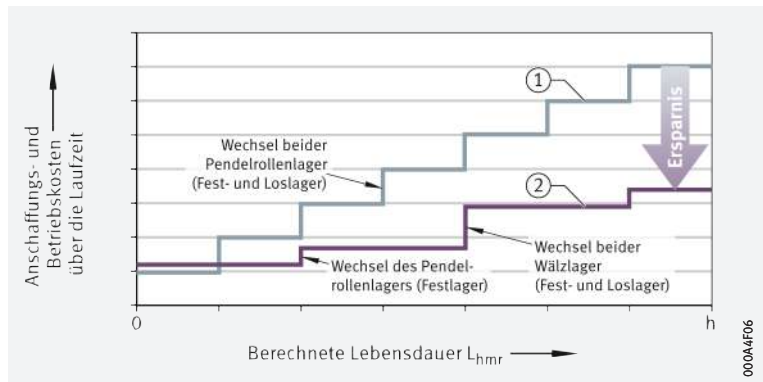 Anschaffungs- und
Betriebskosten
über die Laufzeit
1
Wechsel beider
Pendelrollenlager
(Fest- und Loslager)
Ersparnis
2
Wechsel des Pendel-
rollenlagers (Festlager)
Wechsel beider
Wälzlager
(Fest- und Loslager)
0
h
Berechnete Lebensdauer Lhmr
000A4F06